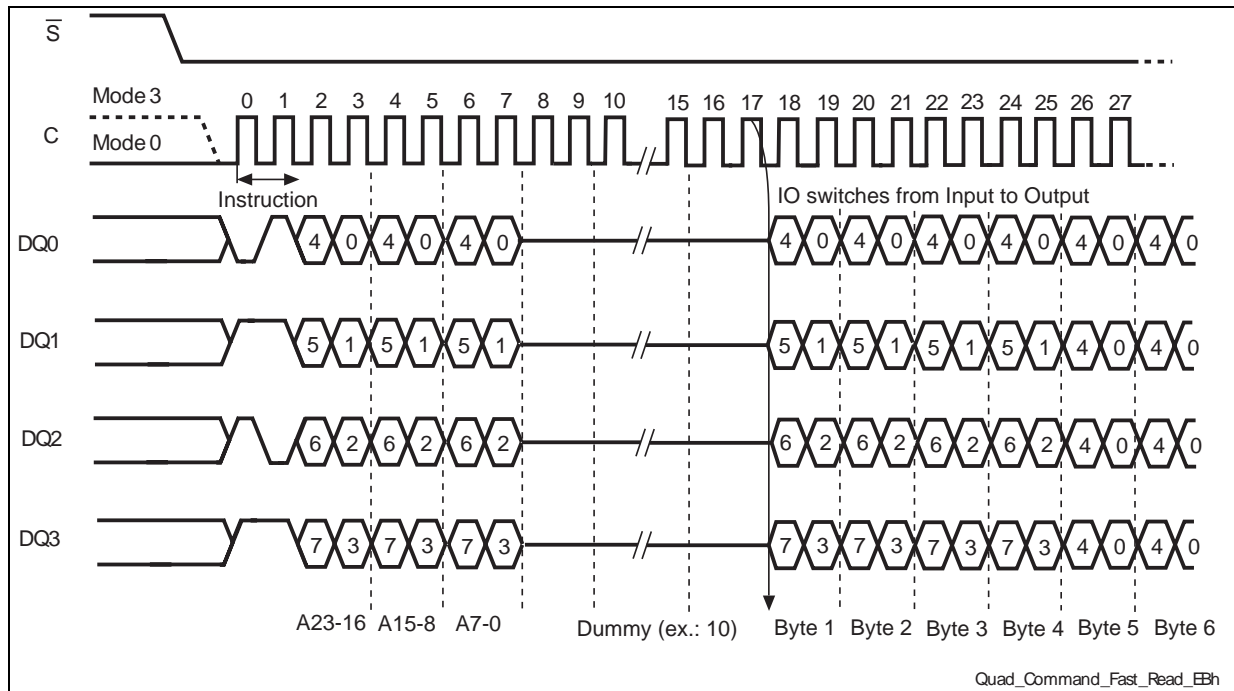 S
Mode 3
0 1 2 3 4 5 6 7 8 9 10 15 16 17 18 19 20 21 22 23 24 25 26 27
C
Mode 0
Instruction
IO switches from Input to Output
DQ0 4 0 4 0 4 0 4 0 4 0 4 0 4 0 4 0 4 0
DQ1 5 1 5 1 5 1 5 1 5 1 5 1 5 1 4 0 4 0
DQ2 6 2 6 2 6 2 6 2 6 2 6 2 6 2 4 0 4 0
DQ3 7 3 7 3 7 3 7 3 7 3 7 3 7 3 4 0 4 0
A23-16 A15-8 A7-0 Dummy (ex.: 10) Byte 1 Byte 2 Byte 3 Byte 4 Byte 5 Byte 6
Quad_Command_Fast_Read_EBh